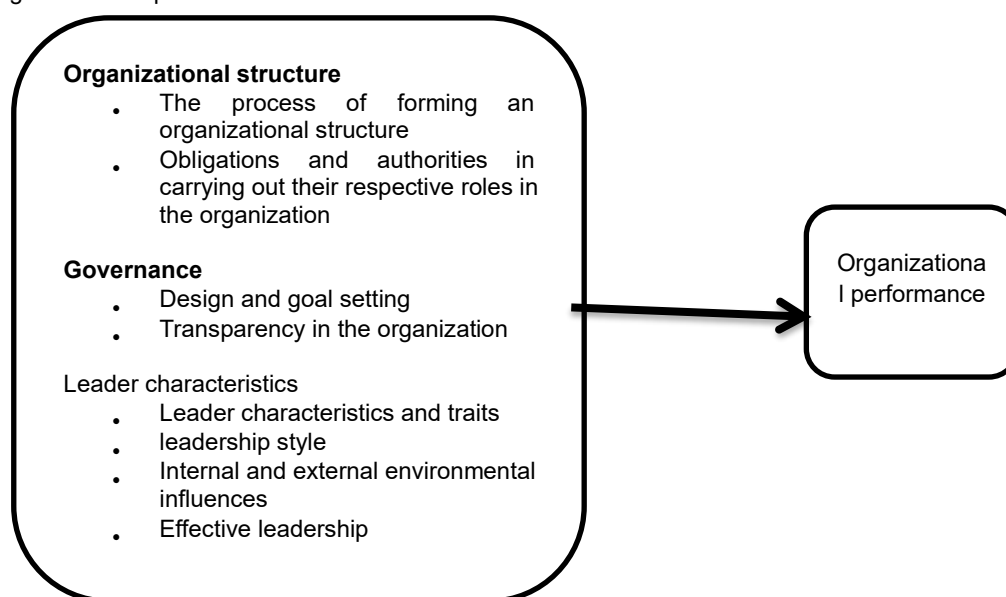 Organizational structure
• The process of forming an
organizational structure
• Obligations and authorities in
carrying out their respective roles in
the organization
Governance
• Design and goal setting
• Transparency in the organization
Leader characteristics
• Leader characteristics and traits
• leadership style
• Internal and external environmental
influences
• Effective leadership
Organizationa
l performance